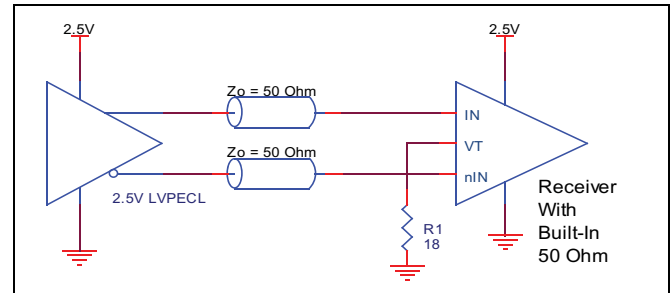 2.5V
2.5V
Zo = 50 Ohm
IN
VT
Zo = 50 Ohm
nIN
2.5V LVPECL
R1
18
Receiver
With
Built-In
50 Ohm